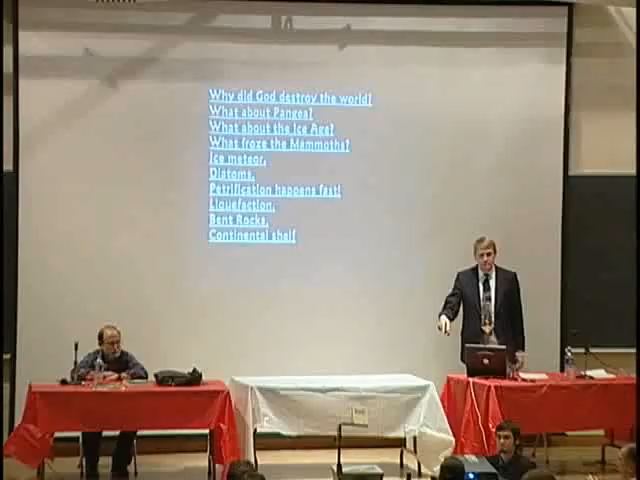 Why did God destroy the world?
What about Pangea?
What about the Ice Age?
What froze the Mammoths?
Ice meteor,
Diatoms,
Petrification happens fast!
Liquefaction,
Bent Rocks,
Continental shelf